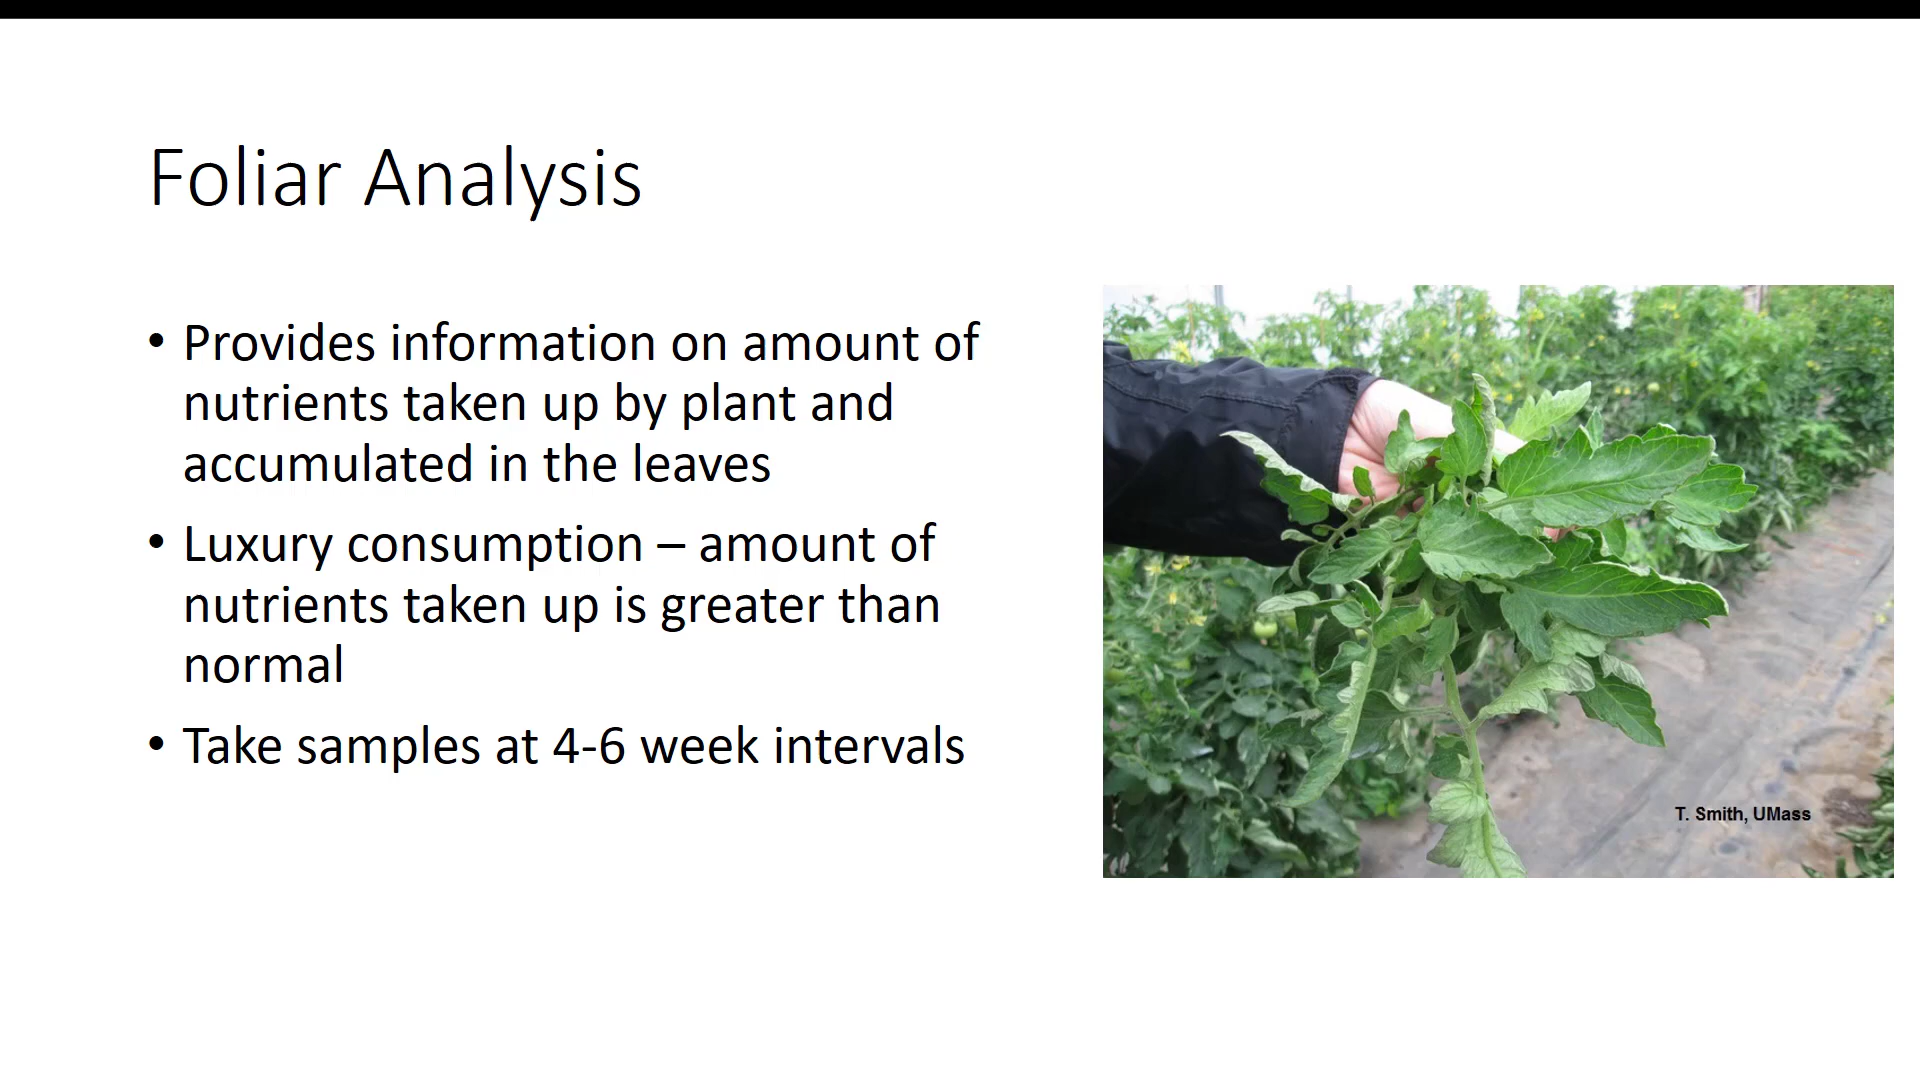 Foliar Analysis
• Provides information on amount of
nutrients taken up by plant and
accumulated in the leaves
• Luxury consumption – amount of
nutrients taken up is greater than
normal
• Take samples at 4-6 week intervals
T. Smith, UMass